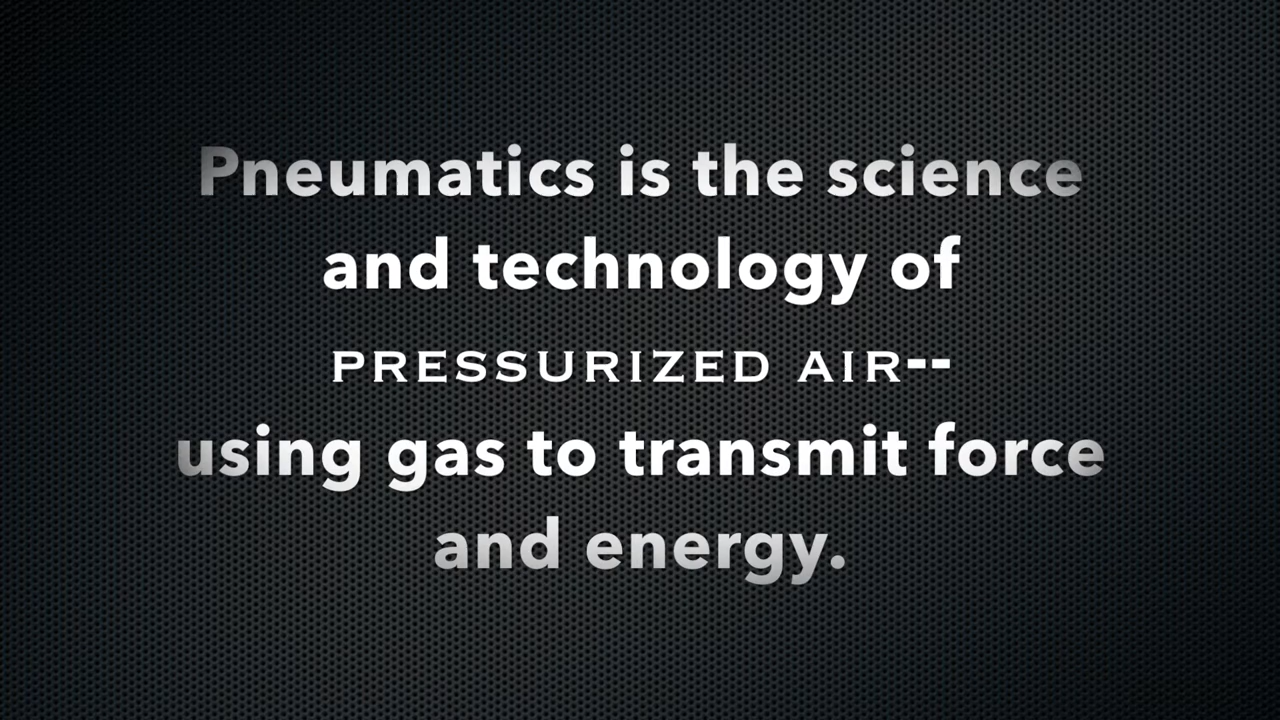 Pneumatics is the science
and technology of
PRESSURIZED AIR--
using gas to transmit force
and energy.